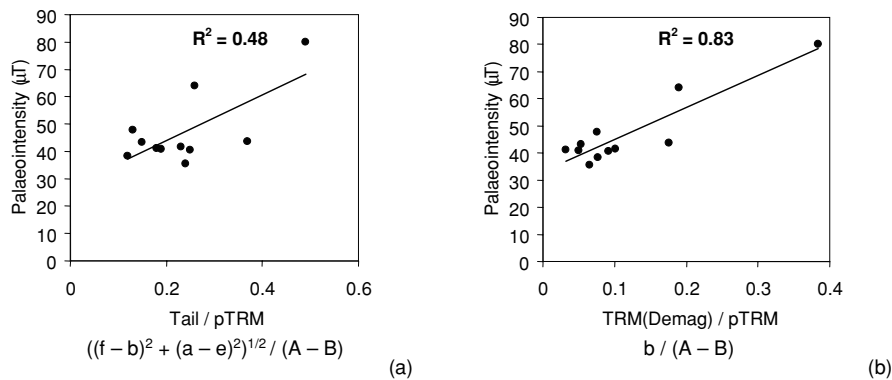 R² = 0.48
Palaeointensity (µT)
90
80
70
60
50
40
30
20
10
0
0 0.2 0.4 0.6
Tail / pTRM
((f – b)² + (a – e)²)¹ᐟ² / (A – B)
(a)
R² = 0.83
Palaeointensity (µT)
90
80
70
60
50
40
30
20
10
0
0 0.1 0.2 0.3 0.4
TRM(Demag) / pTRM
b / (A – B)
(b)